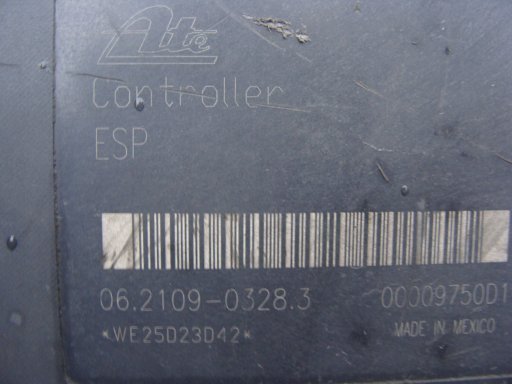 Ate
Controller
ESP
06.2109-0328.3 00009750D1
*WE25D23D42*
MADE IN MEXICO